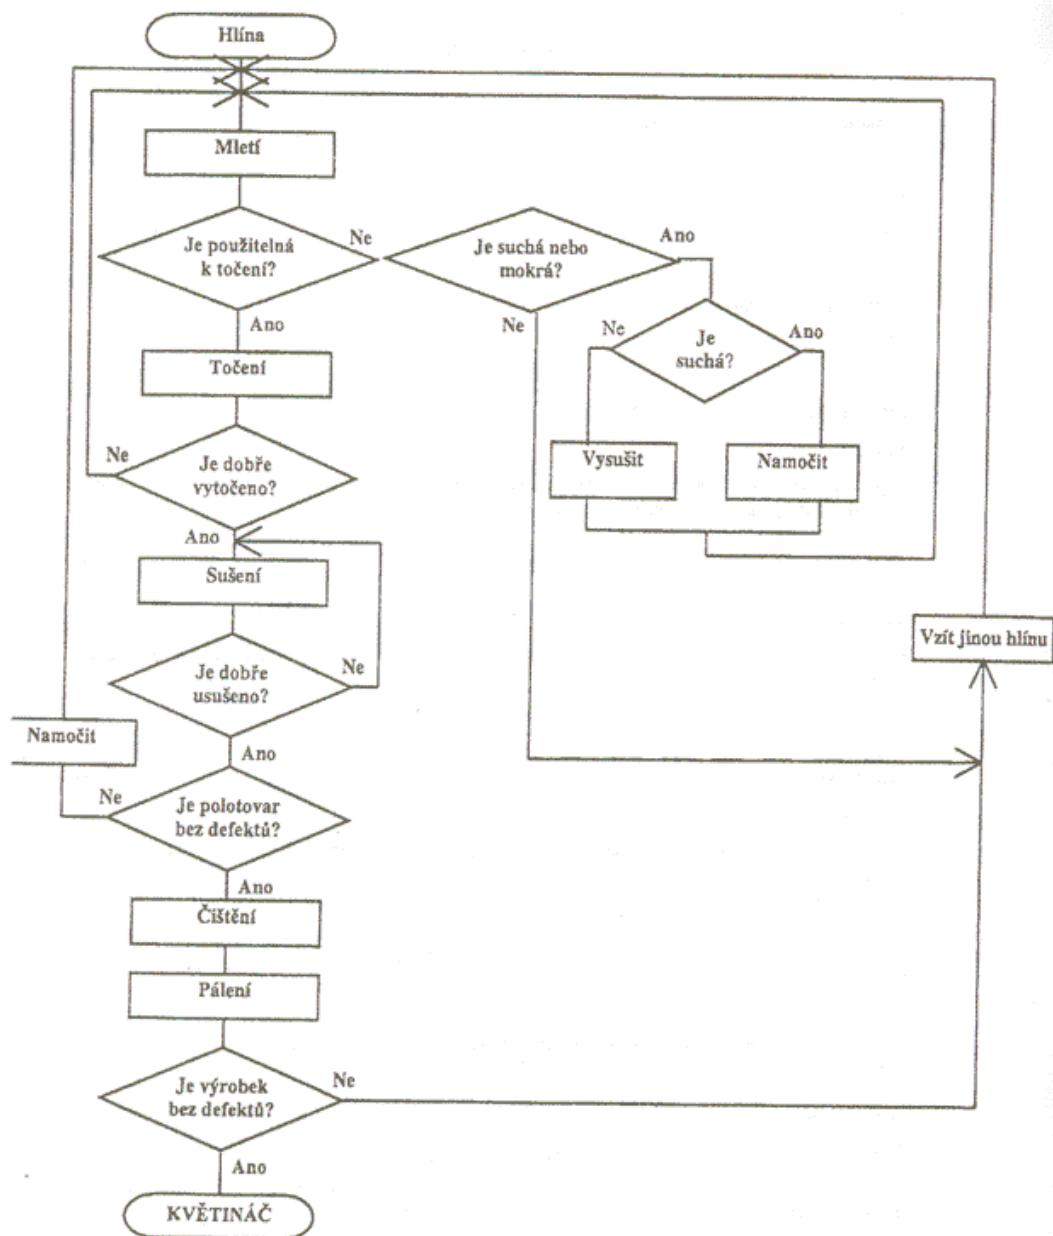 Hlína
Mletí
Je použitelná
k točení?
Ne
Je suchá nebo
mokrá?
Ano
Ano
Ne
Ne
Je
suchá?
Ano
Točení
Ne
Je dobře
vytočeno?
Vysušit
Namočit
Ano
Sušení
Vzít jinou hlínu
Je dobře
usušeno?
Ne
Namočit
Ano
Ne
Je polotovar
bez defektů?
Ano
Čištění
Pálení
Je výrobek
bez defektů?
Ne
Ano
KVĚTINÁČ